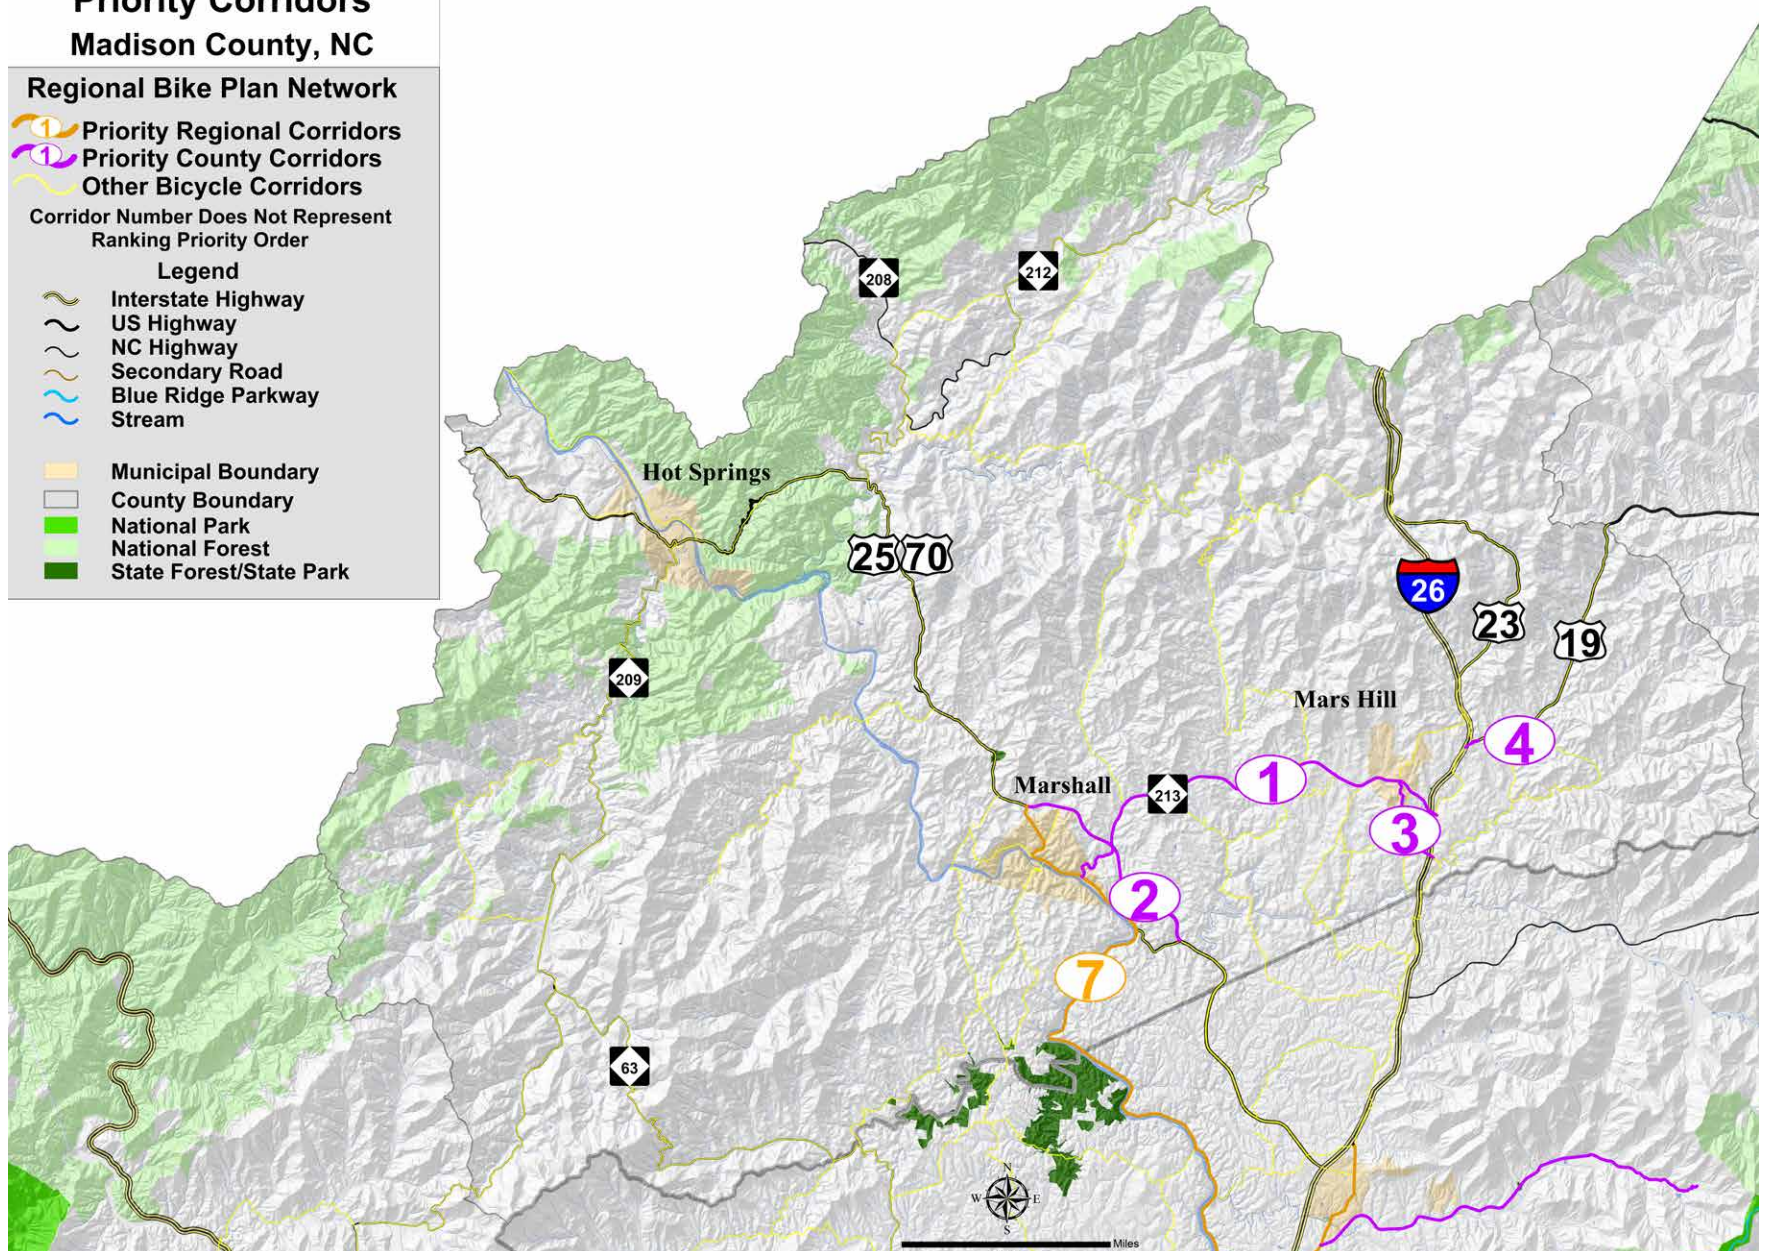 Priority Corridors
Madison County, NC
Regional Bike Plan Network
1 Priority Regional Corridors
1 Priority County Corridors
Other Bicycle Corridors
Corridor Number Does Not Represent
Ranking Priority Order
Legend
Interstate Highway
US Highway
NC Highway
Secondary Road
Blue Ridge Parkway
Stream
Municipal Boundary
County Boundary
National Park
National Forest
State Forest/State Park
208
212
Hot Springs
25 70
26
23
19
209
Mars Hill
4
Marshall
213
1
3
2
7
63
N
W E
S
Miles